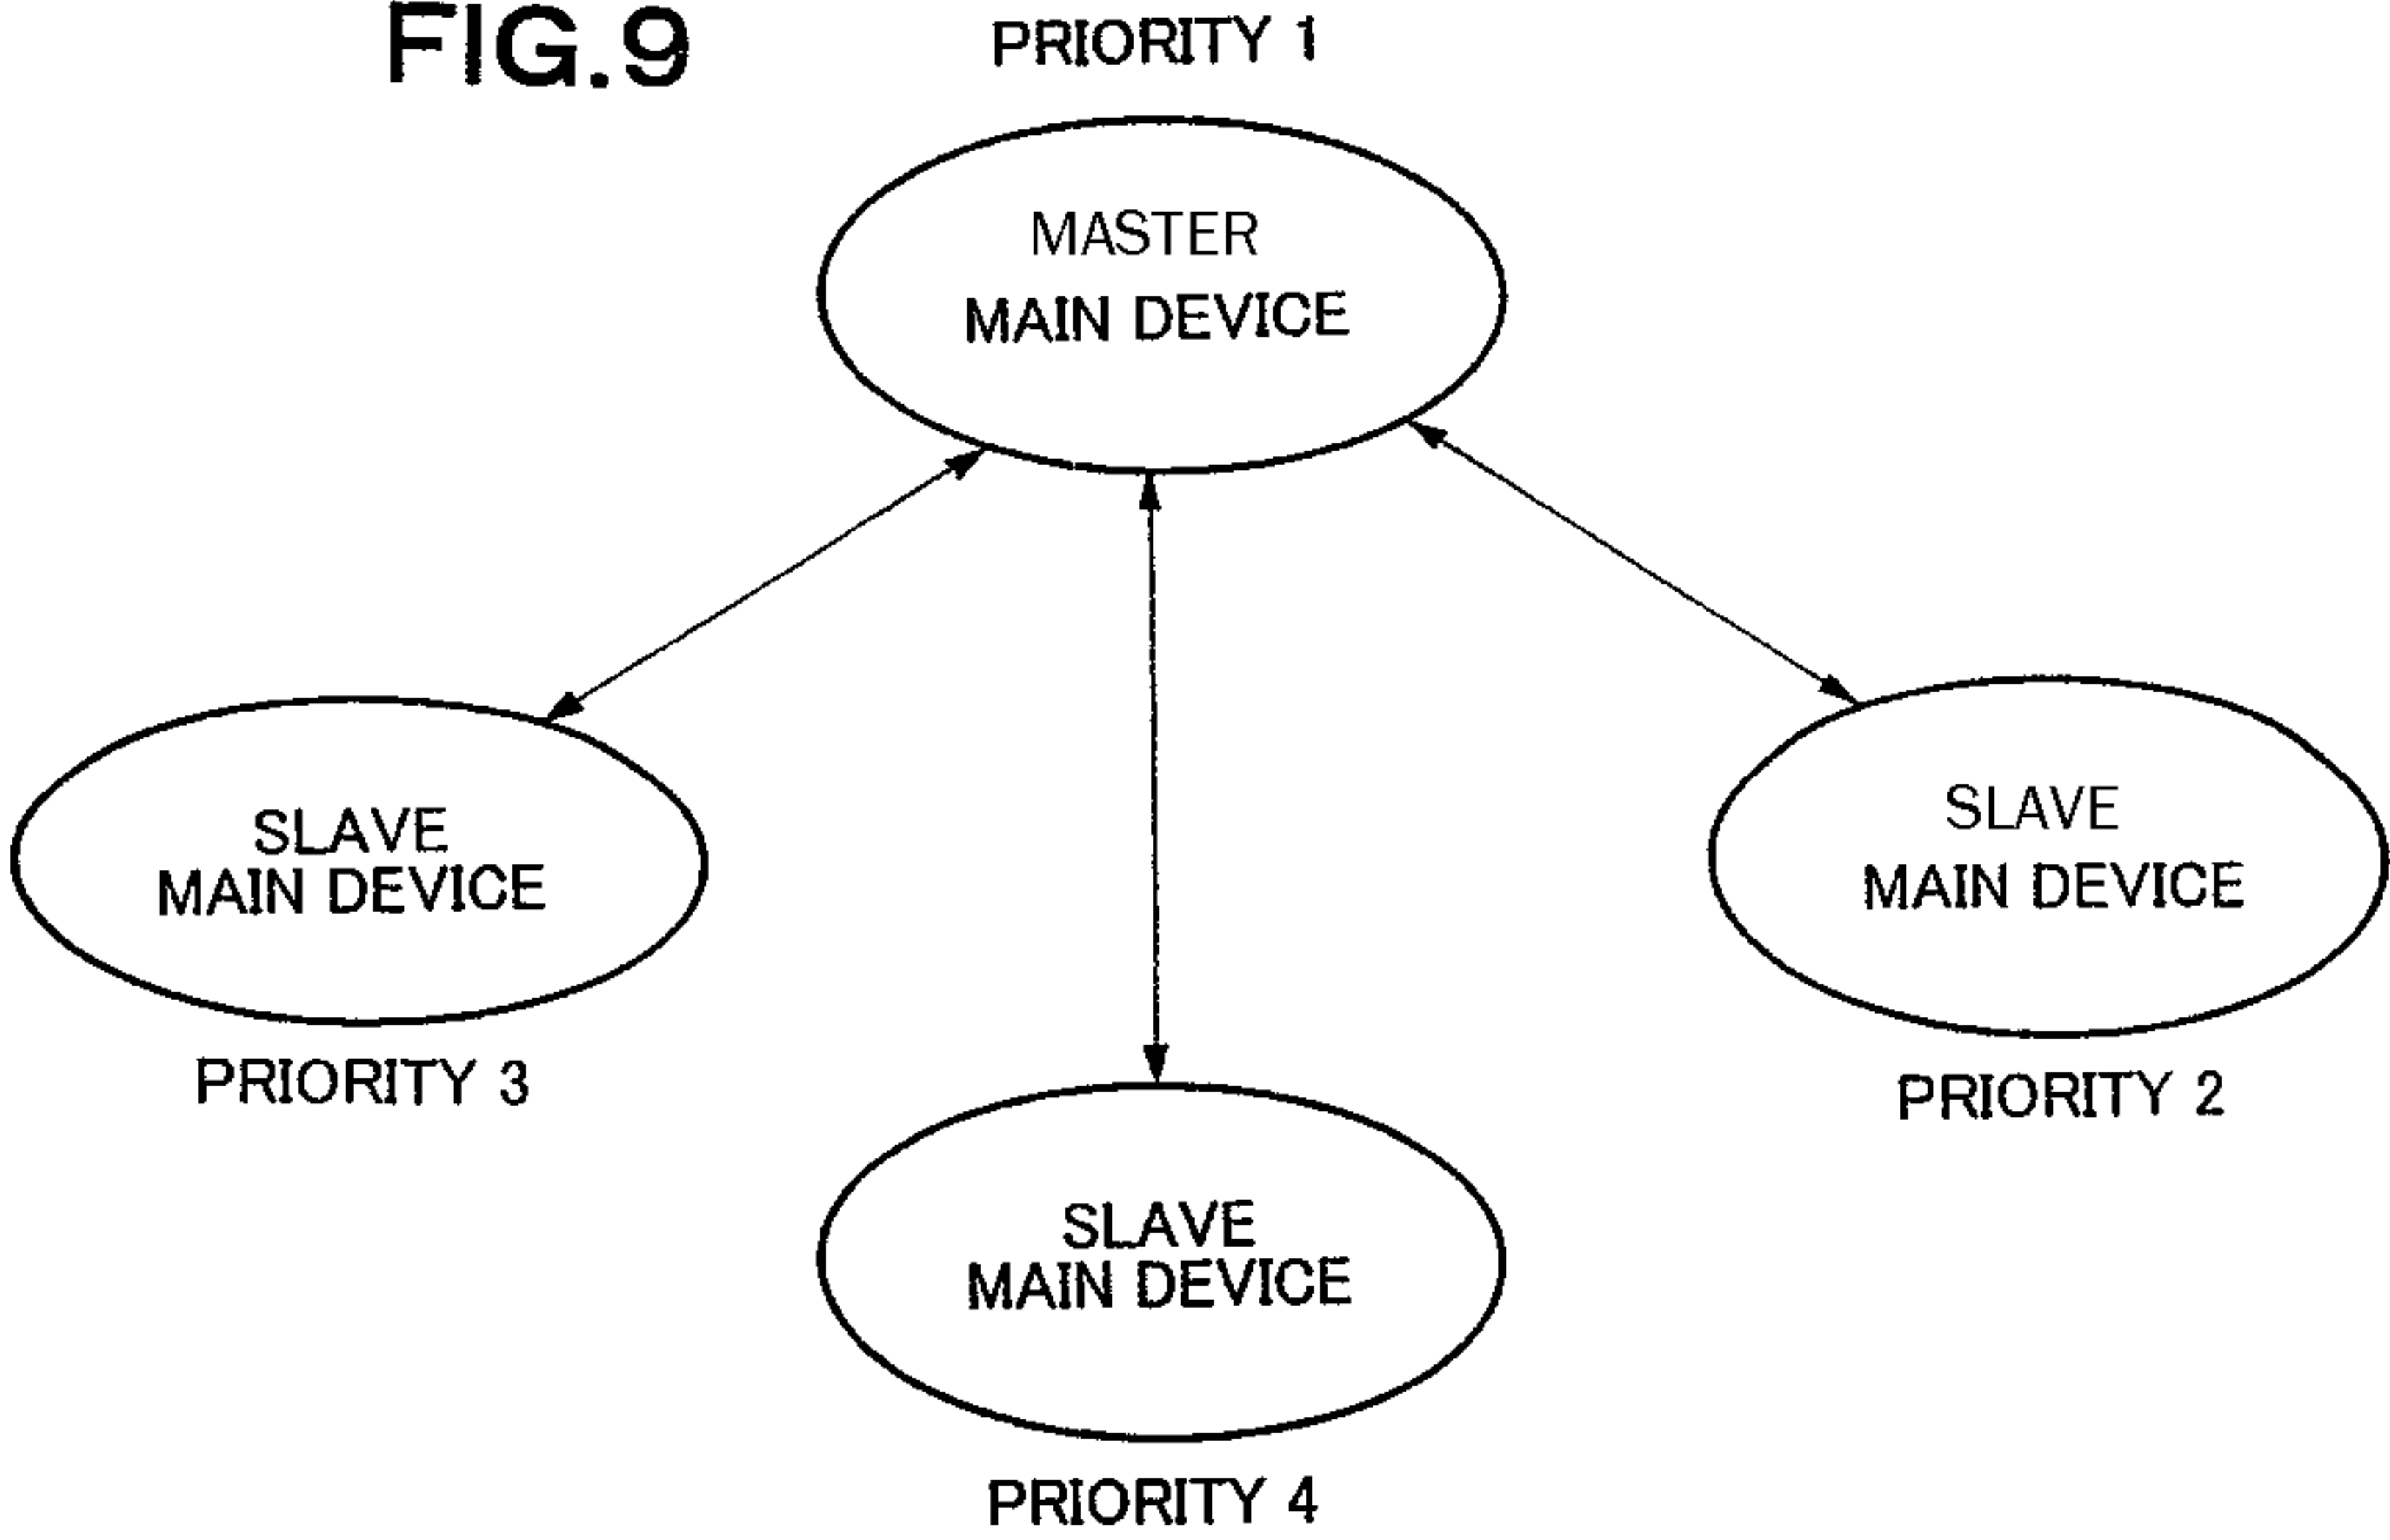 FIG.9
PRIORITY 1
MASTER
MAIN DEVICE
SLAVE
MAIN DEVICE
PRIORITY 3
SLAVE
MAIN DEVICE
PRIORITY 2
SLAVE
MAIN DEVICE
PRIORITY 4